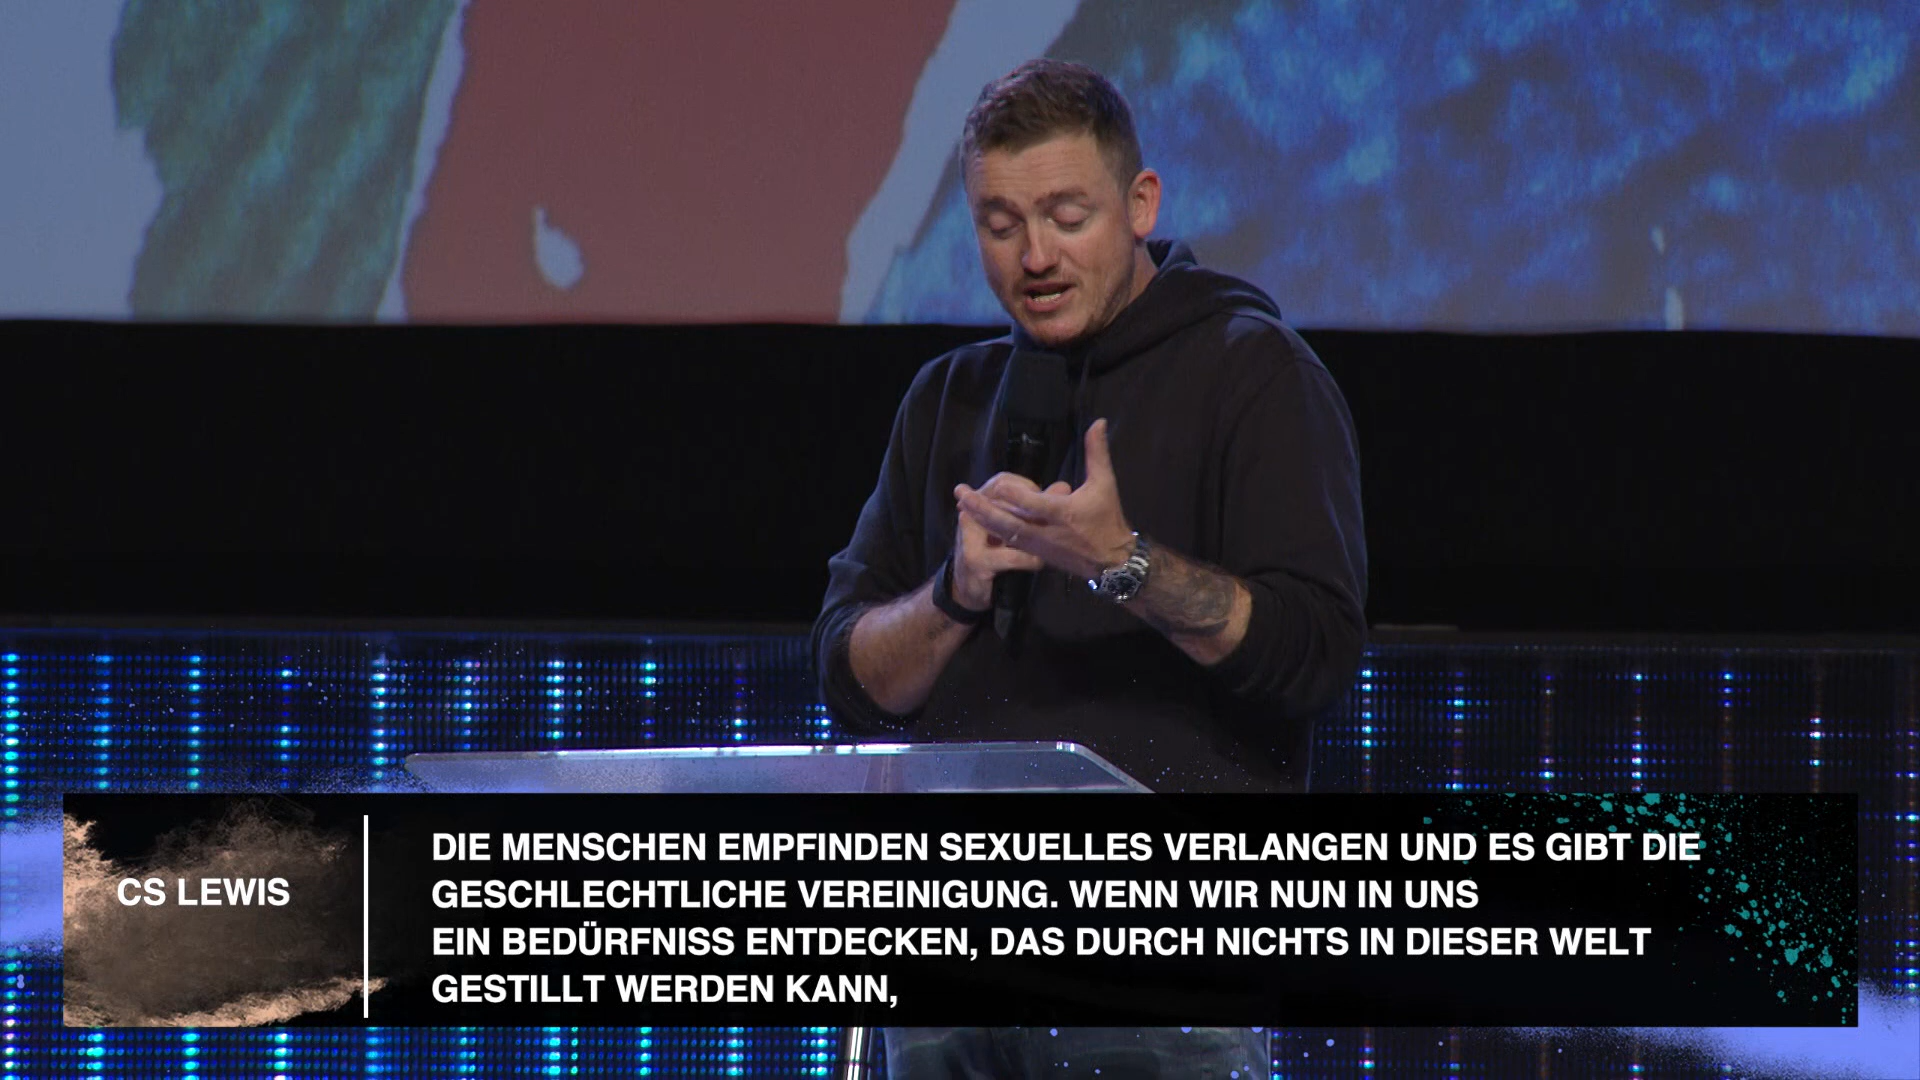 CS LEWIS
DIE MENSCHEN EMPFINDEN SEXUELLES VERLANGEN UND ES GIBT DIE
GESCHLECHTLICHE VEREINIGUNG. WENN WIR NUN IN UNS
EIN BEDÜRFNISS ENTDECKEN, DAS DURCH NICHTS IN DIESER WELT
GESTILLT WERDEN KANN,